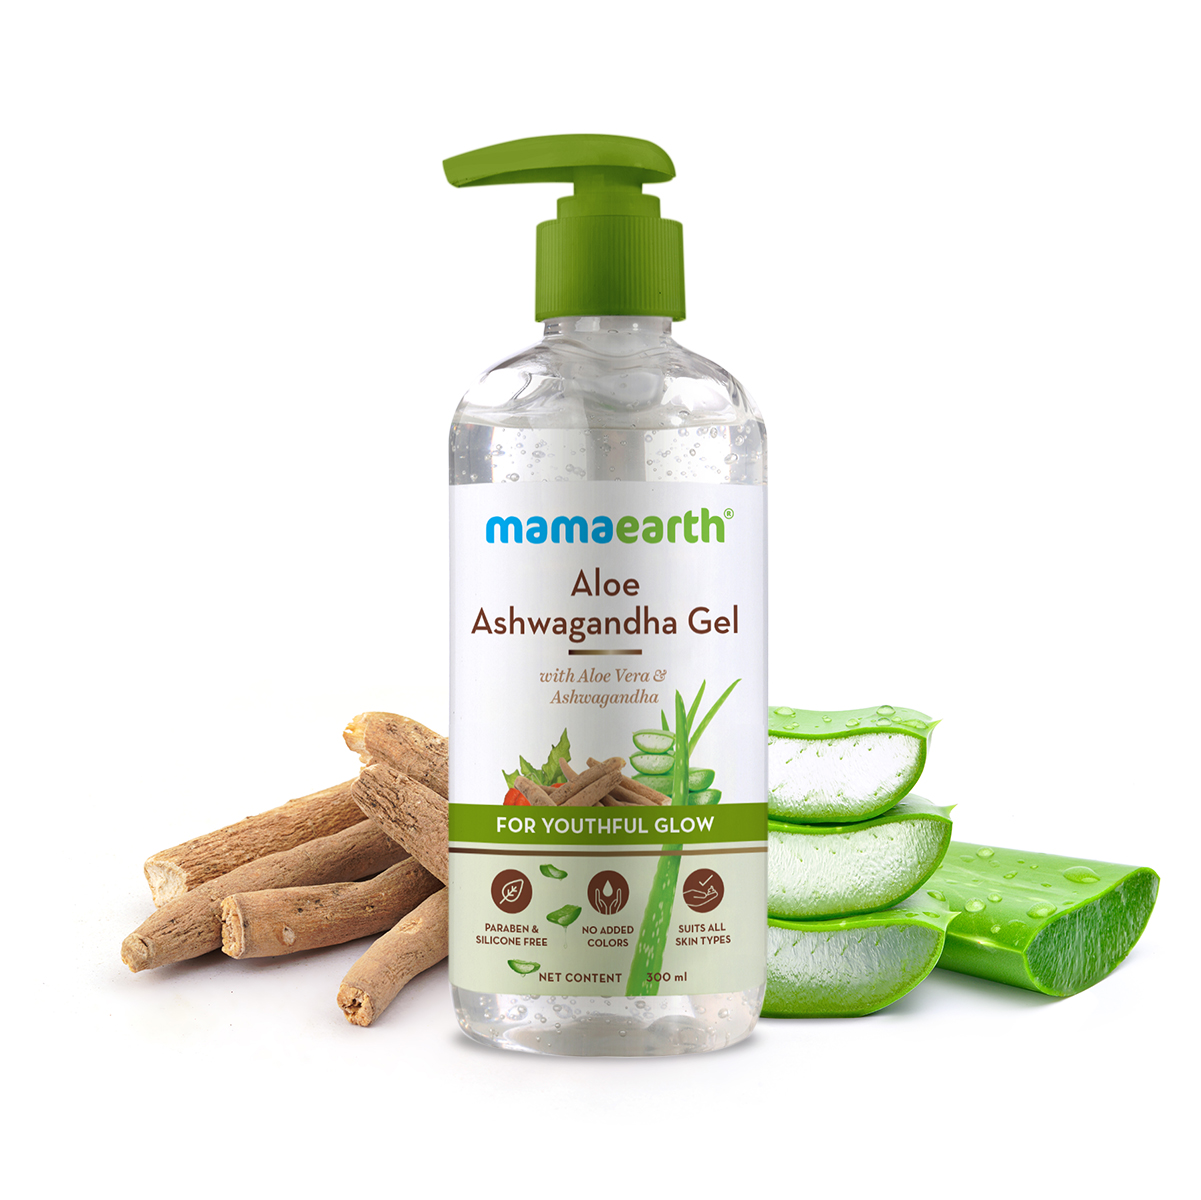 mamaearth®
Aloe
Ashwagandha Gel
with Aloe Vera &
Ashwagandha
FOR YOUTHFUL GLOW
PARABEN &
SILICONE FREE
NO ADDED
COLORS
SUITS ALL
SKIN TYPES
NET CONTENT 300 ml